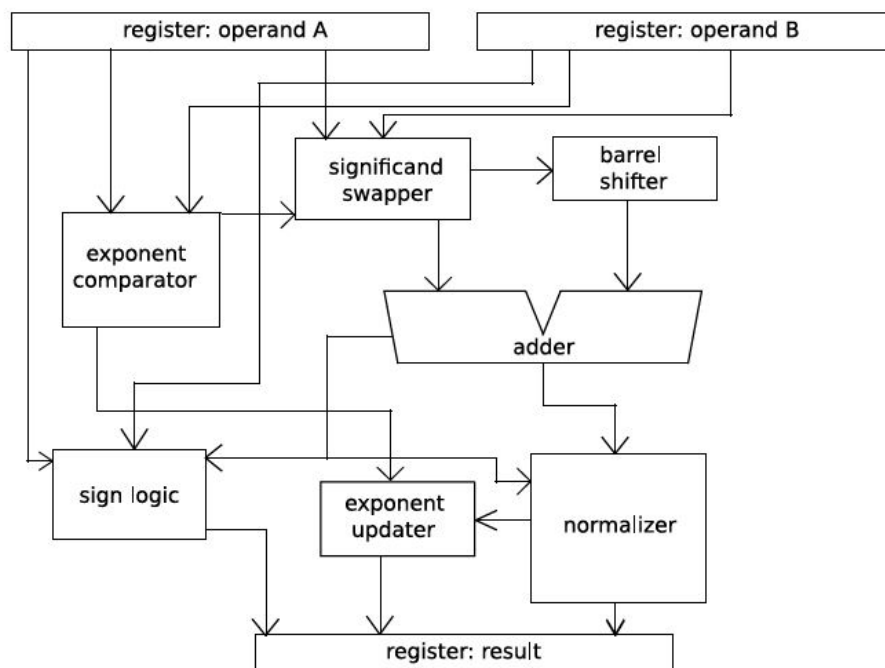 register: operand A
register: operand B
significand
swapper
barrel
shifter
exponent
comparator
adder
sign logic
exponent
updater
normalizer
register: result